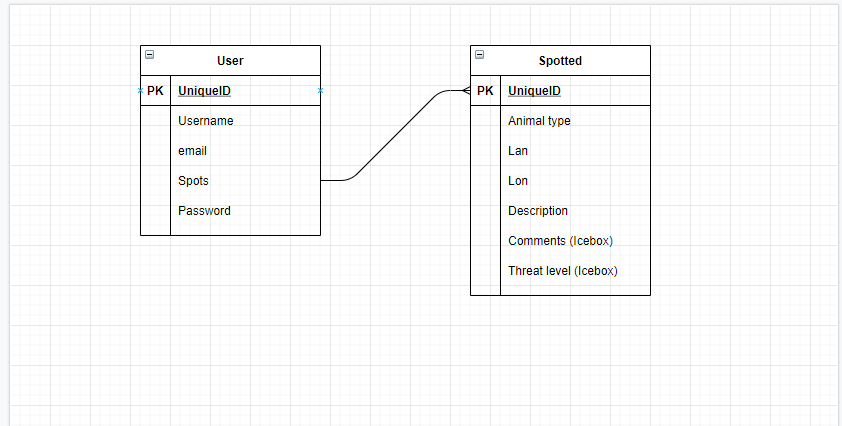 User
PK UniqueID
Username
email
Spots
Password
Spotted
PK UniqueID
Animal type
Lan
Lon
Description
Comments (Icebox)
Threat level (Icebox)